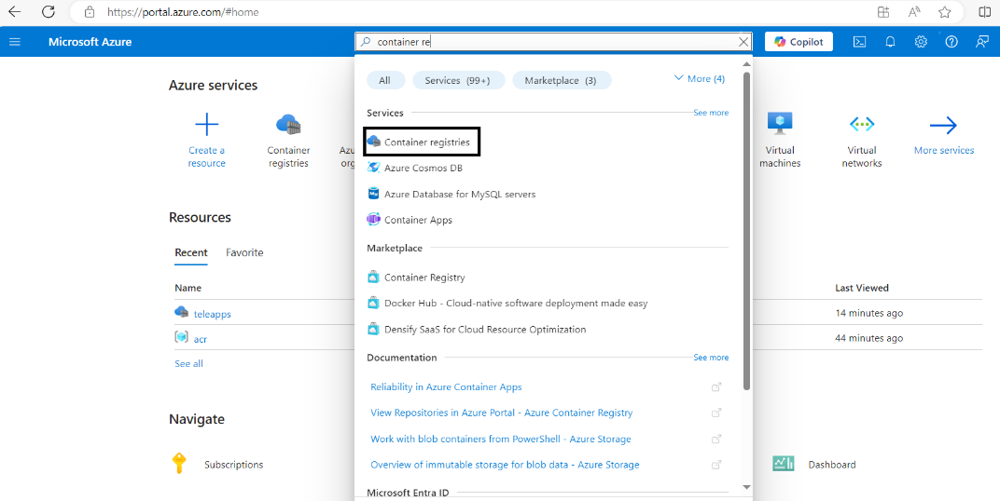 https://portal.azure.com/#home
Microsoft Azure
container re
Copilot
Azure services
Create a
resource
Container
registries
Azu
org
Virtual
machines
Virtual
networks
More services
All
Services (99+)
Marketplace (3)
More (4)
Services
See more
Container registries
Azure Cosmos DB
Azure Database for MySQL servers
Container Apps
Marketplace
Container Registry
Docker Hub - Cloud-native software deployment made easy
Densify SaaS for Cloud Resource Optimization
Documentation
See more
Reliability in Azure Container Apps
View Repositories in Azure Portal - Azure Container Registry
Work with blob containers from PowerShell - Azure Storage
Overview of immutable storage for blob data - Azure Storage
Microsoft Entra ID
Resources
Recent
Favorite
Name
Last Viewed
teleapps
14 minutes ago
acr
44 minutes ago
See all
Navigate
Subscriptions
Dashboard